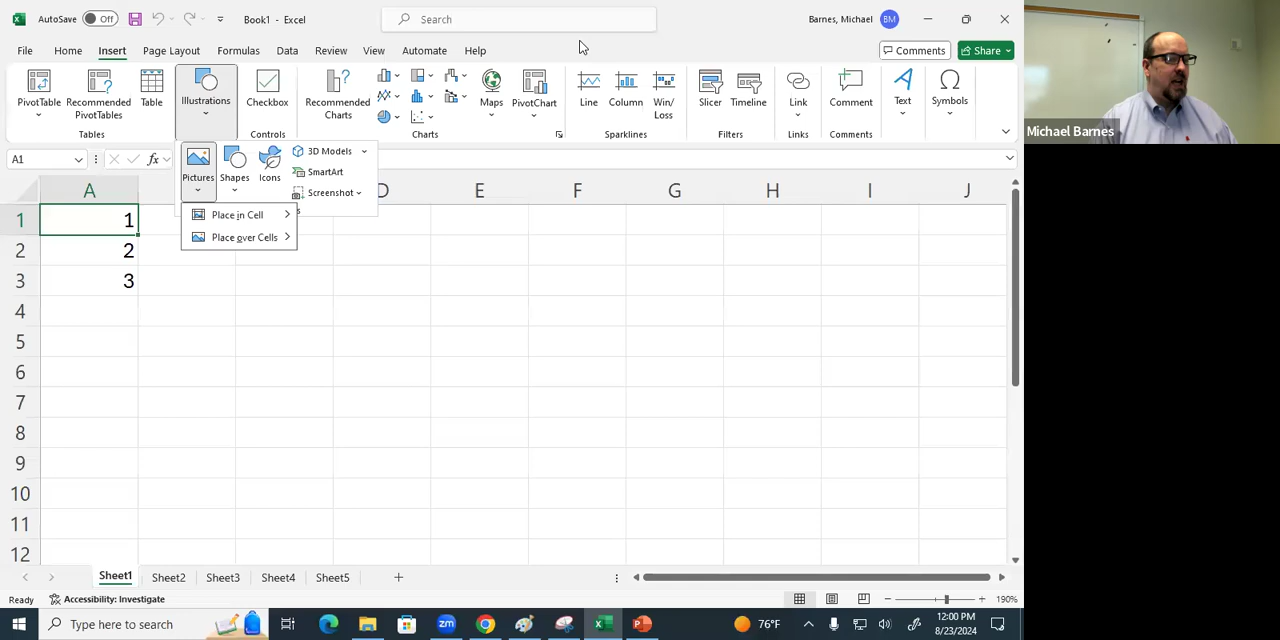 AutoSave Off Book1 - Excel Search Barnes, Michael BM
File Home Insert Page Layout Formulas Data Review View Automate Help Comments Share
PivotTable Recommended PivotTables Table Illustrations Checkbox Recommended Charts Maps PivotChart Line Column Win/Loss Slicer Timeline Link Comment Text Symbols
Tables Controls Charts Sparklines Filters Links Comments
A1 fx
Pictures Shapes Icons 3D Models
SmartArt
Screenshot
Place in Cell
Place over Cells
A D E F G H I J
1 1
2 2
3 3
4
5
6
7
8
9
10
11
12
Sheet1 Sheet2 Sheet3 Sheet4 Sheet5
Ready Accessibility: Investigate 190%
Type here to search zm 76°F 12:00 PM
8/23/2024
Michael Barnes